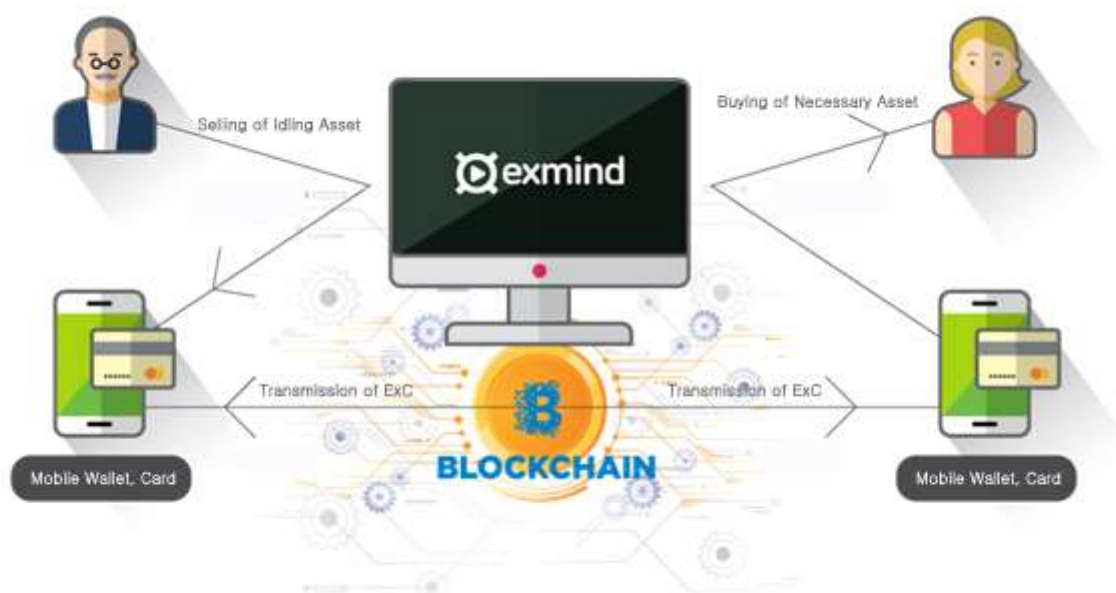 Selling of Idling Asset
Buying of Necessary Asset
exmind
Transmission of ExC
Transmission of ExC
BLOCKCHAIN
Mobile Wallet, Card
Mobile Wallet, Card